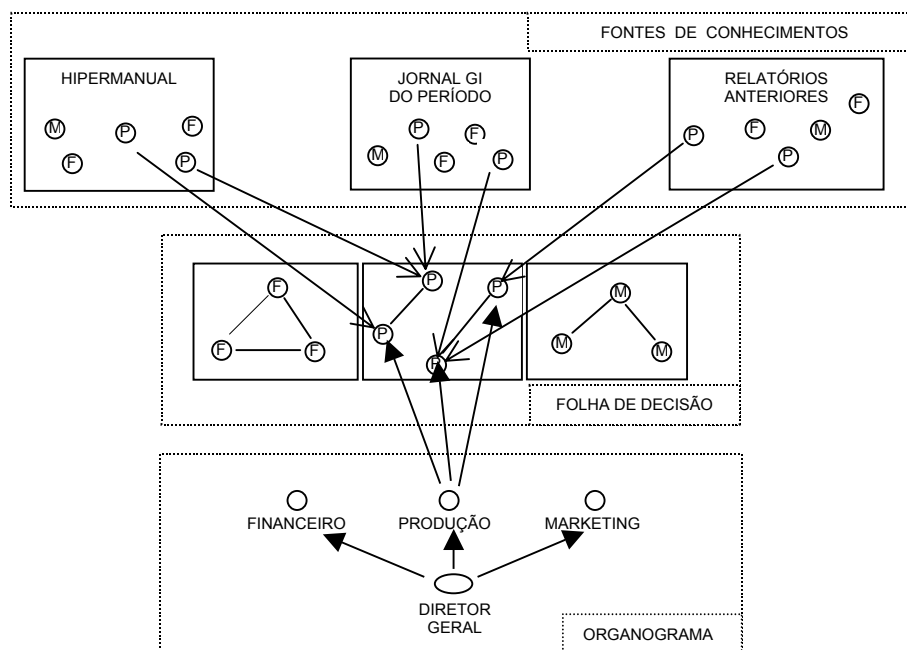 FONTES DE CONHECIMENTOS
HIPERMANUAL
JORNAL GI
DO PERÍODO
RELATÓRIOS
ANTERIORES
M
P
F
F
P
P
F
M
F
P
F
P
F
M
P
F
F
F
P
P
P
P
M
M
M
FOLHA DE DECISÃO
FINANCEIRO
PRODUÇÃO
MARKETING
DIRETOR
GERAL
ORGANOGRAMA